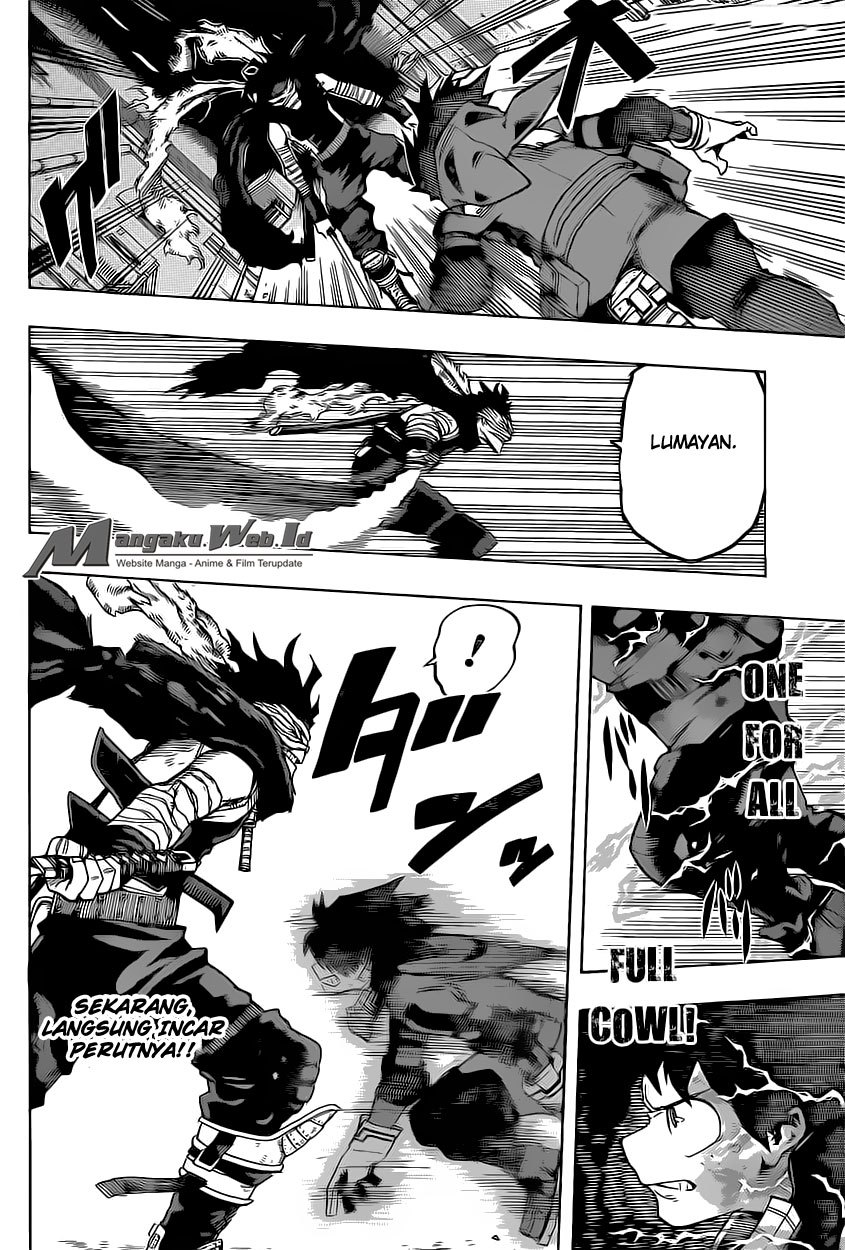 LUMAYAN.
Mangaku.Web.Id
Website Manga - Anime & Film Terupdate
ONE
FOR
ALL
FULL
COWL!
!
SEKARANG,
LANGSUNG INCAR
PERUTNYA!!